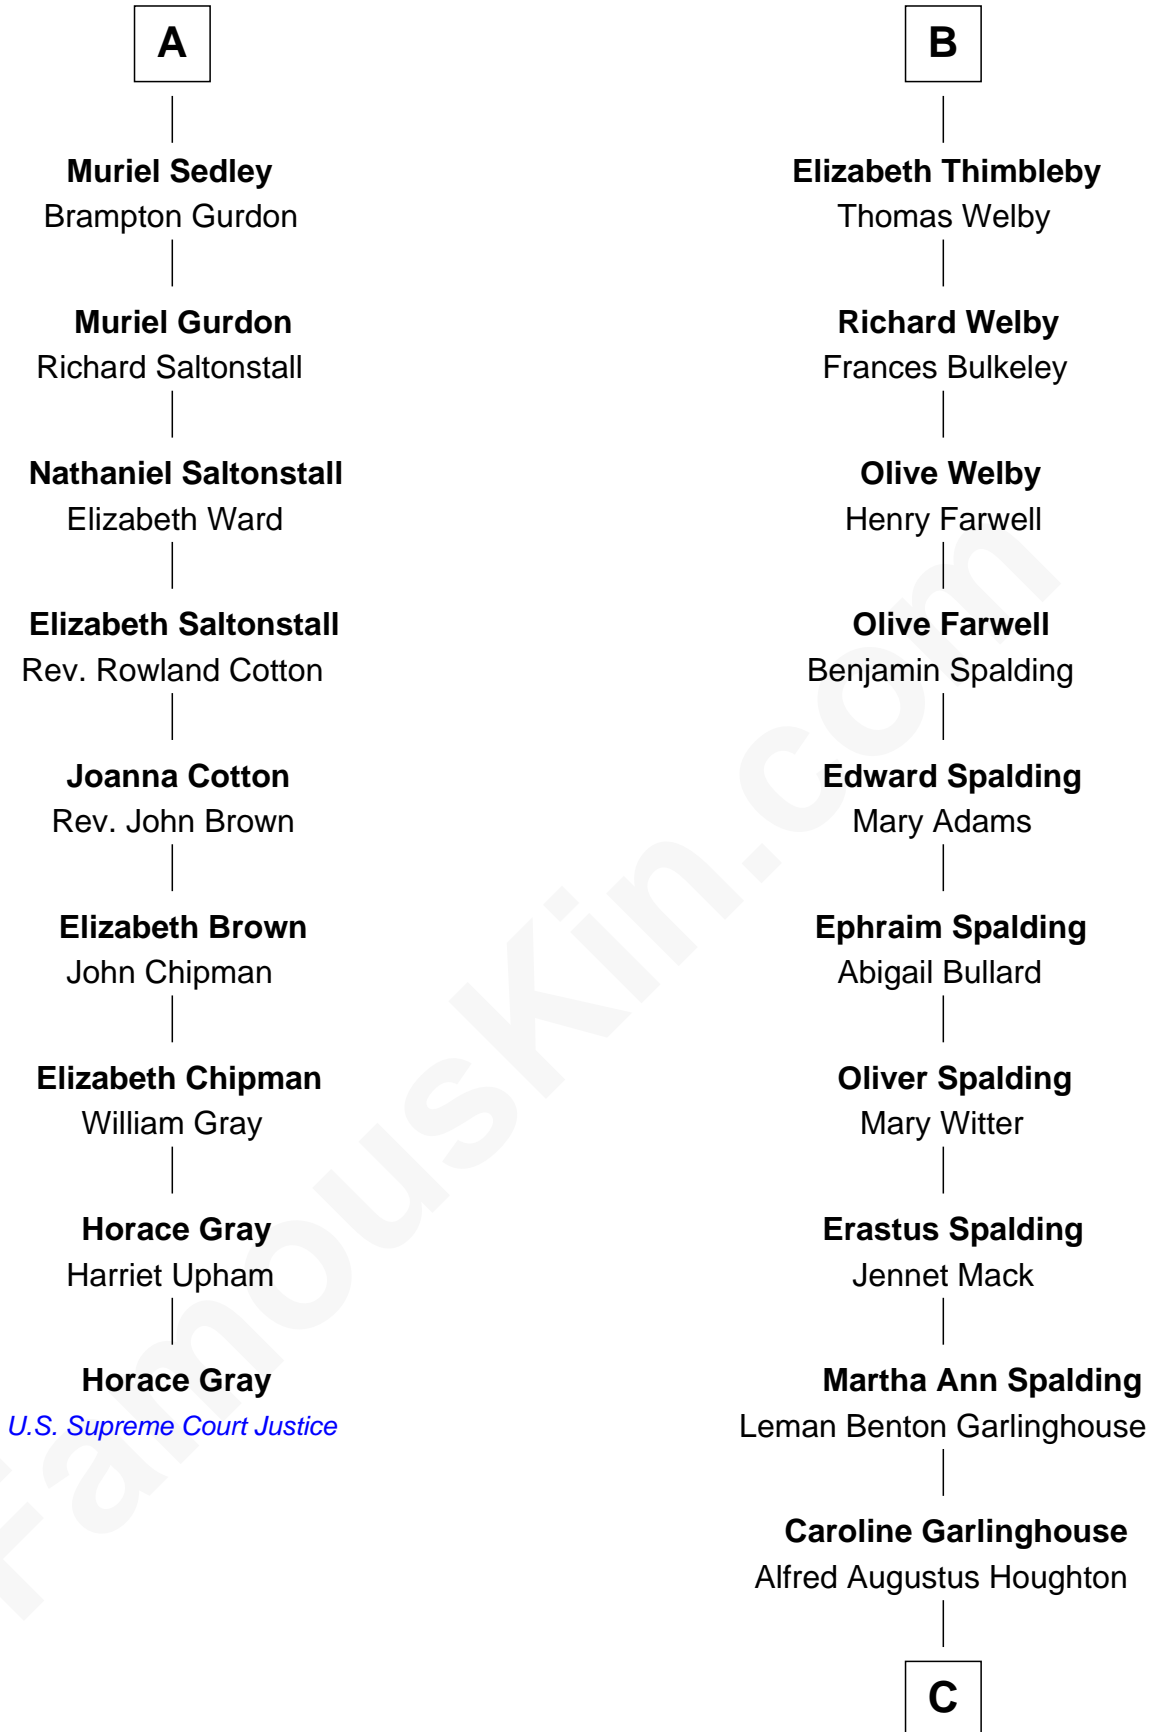 A
Muriel Sedley
Brampton Gurdon
Muriel Gurdon
Richard Saltonstall
Nathaniel Saltonstall
Elizabeth Ward
Elizabeth Saltonstall
Rev. Rowland Cotton
Joanna Cotton
Rev. John Brown
Elizabeth Brown
John Chipman
Elizabeth Chipman
William Gray
Horace Gray
Harriet Upham
Horace Gray
U.S. Supreme Court Justice
B
Elizabeth Thimbleby
Thomas Welby
Richard Welby
Frances Bulkeley
Olive Welby
Henry Farwell
Olive Farwell
Benjamin Spalding
Edward Spalding
Mary Adams
Ephraim Spalding
Abigail Bullard
Oliver Spalding
Mary Witter
Erastus Spalding
Jennet Mack
Martha Ann Spalding
Leman Benton Garlinghouse
Caroline Garlinghouse
Alfred Augustus Houghton
C
FamousKin.com